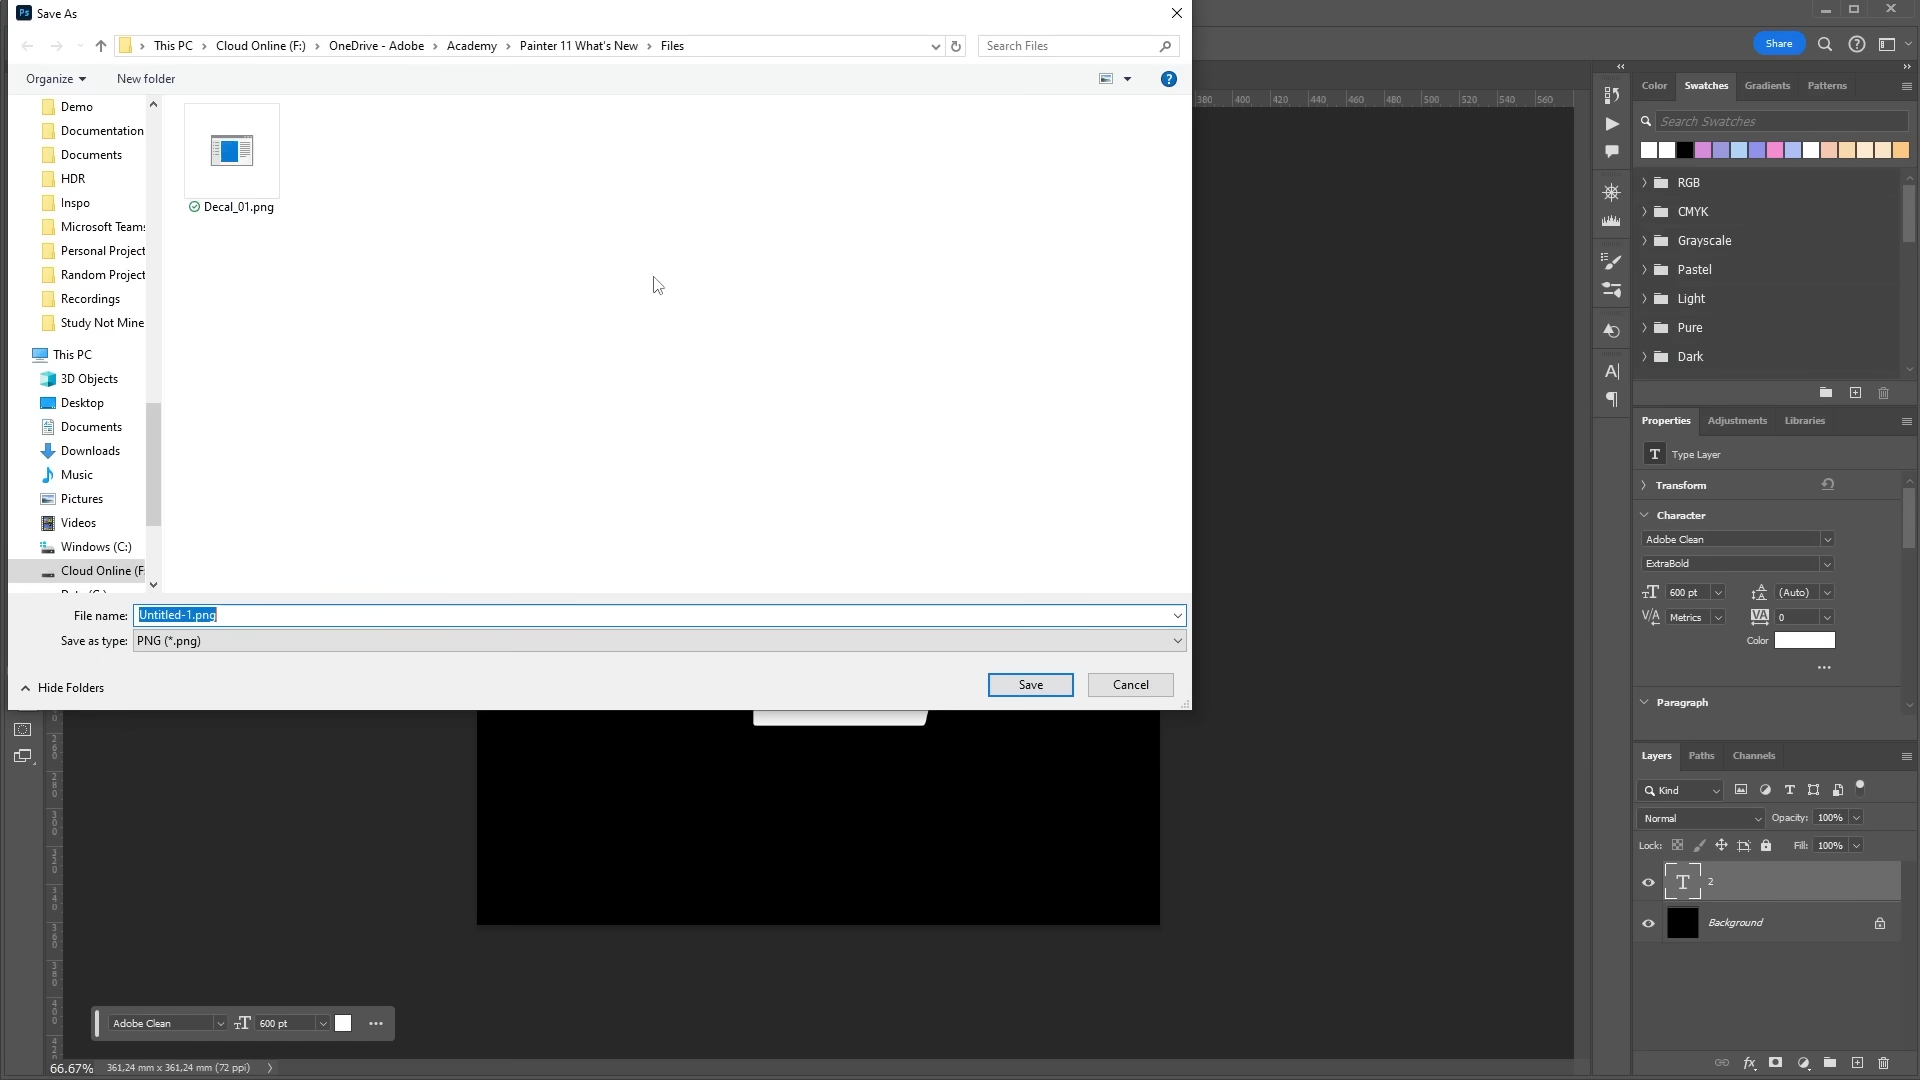 Ps Save As
This PC Cloud Online (F:) OneDrive - Adobe Academy Painter 11 What's New Files
Search Files
Organize New folder
Demo
Documentation
Documents
HDR
Inspo
Microsoft Teams
Personal Project
Random Project
Recordings
Study Not Mine
This PC
3D Objects
Desktop
Documents
Downloads
Music
Pictures
Videos
Windows (C:)
Cloud Online (F
Decal_01.png
File name: Untitled-1.png
Save as type: PNG (*.png)
Hide Folders
Save Cancel
Share
380 400 420 440 460 480 500 520 540 560
Color Swatches Gradients Patterns
Search Swatches
RGB
CMYK
Grayscale
Pastel
Light
Pure
Dark
Properties Adjustments Libraries
T Type Layer
Transform
Character
Adobe Clean
ExtraBold
600 pt (Auto)
Metrics 0
Color
Paragraph
Layers Paths Channels
Kind
Normal Opacity: 100%
Lock: Fill: 100%
T 2
Background
Adobe Clean 600 pt
66.67% 361,24 mm x 361,24 mm (72 ppi)